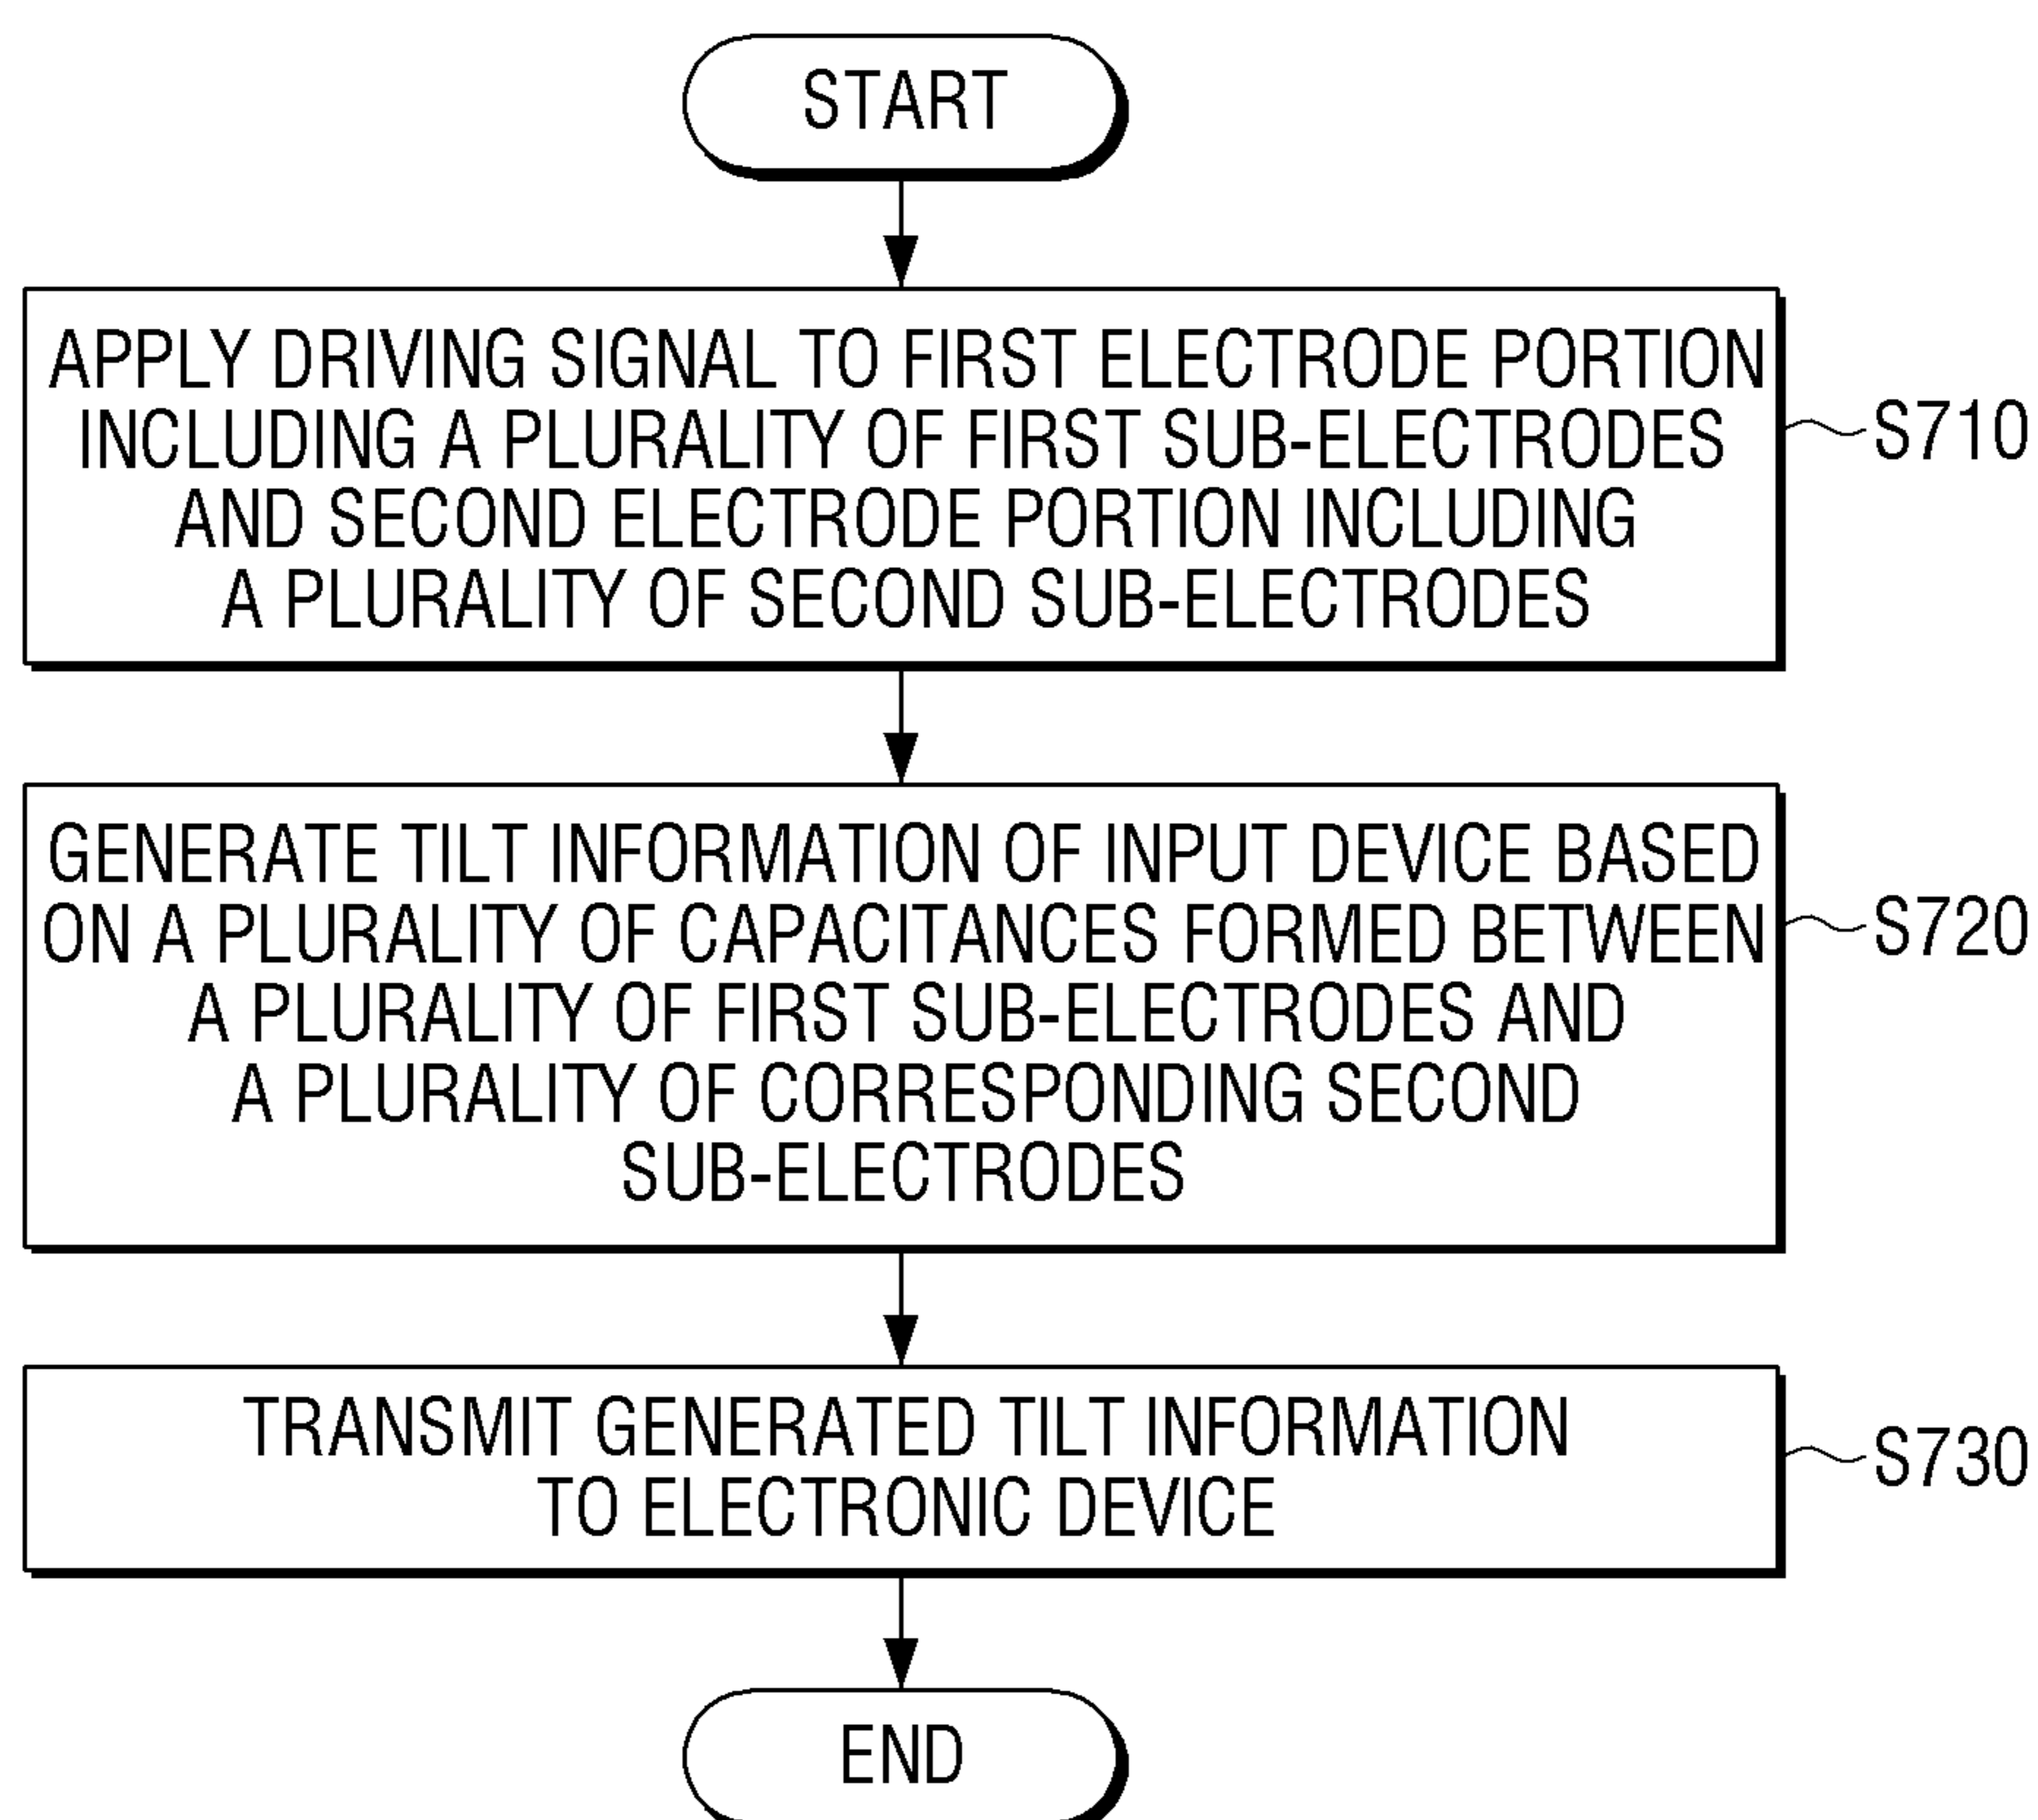 START
APPLY DRIVING SIGNAL TO FIRST ELECTRODE PORTION
INCLUDING A PLURALITY OF FIRST SUB-ELECTRODES
AND SECOND ELECTRODE PORTION INCLUDING
A PLURALITY OF SECOND SUB-ELECTRODES
S710
GENERATE TILT INFORMATION OF INPUT DEVICE BASED
ON A PLURALITY OF CAPACITANCES FORMED BETWEEN
A PLURALITY OF FIRST SUB-ELECTRODES AND
A PLURALITY OF CORRESPONDING SECOND
SUB-ELECTRODES
S720
TRANSMIT GENERATED TILT INFORMATION
TO ELECTRONIC DEVICE
S730
END